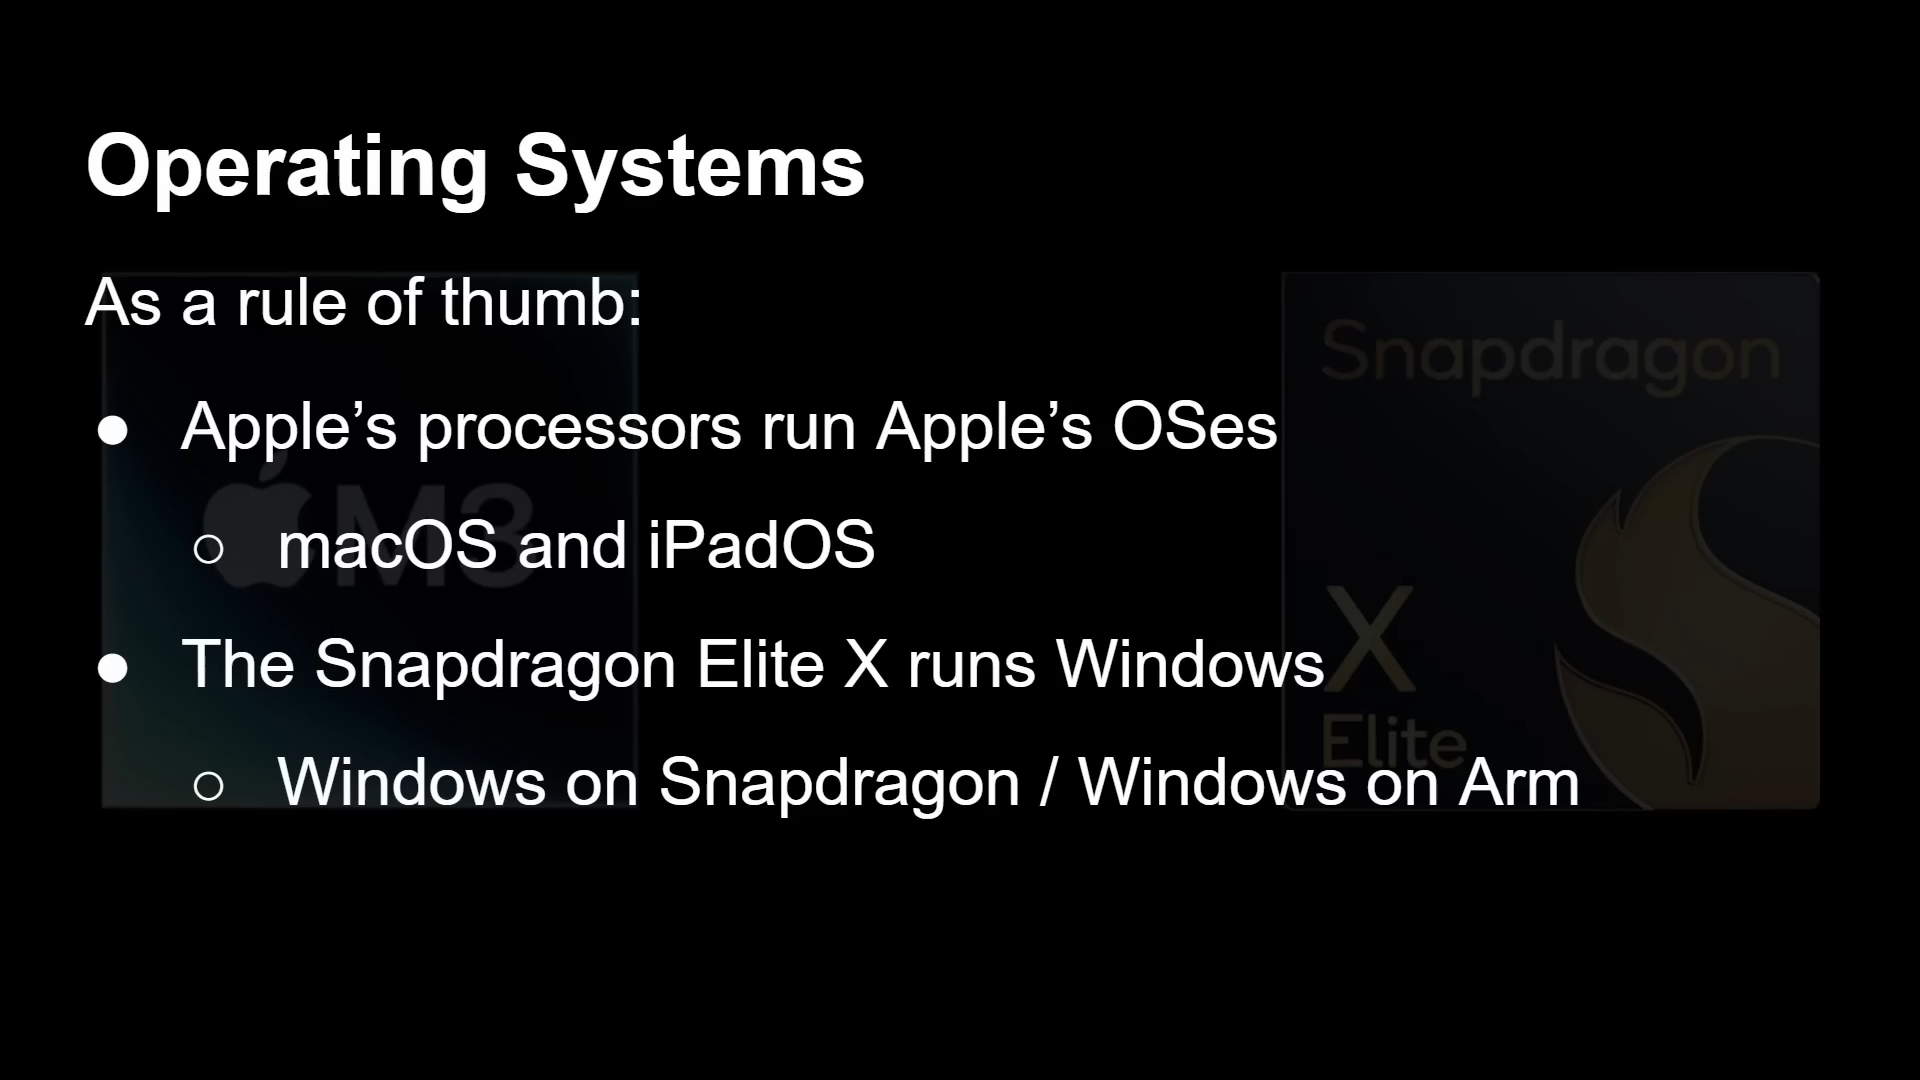 Operating Systems
As a rule of thumb:
● Apple’s processors run Apple’s OSes
○ macOS and iPadOS
● The Snapdragon Elite X runs Windows
○ Windows on Snapdragon / Windows on Arm
M3
Snapdragon
X
Elite